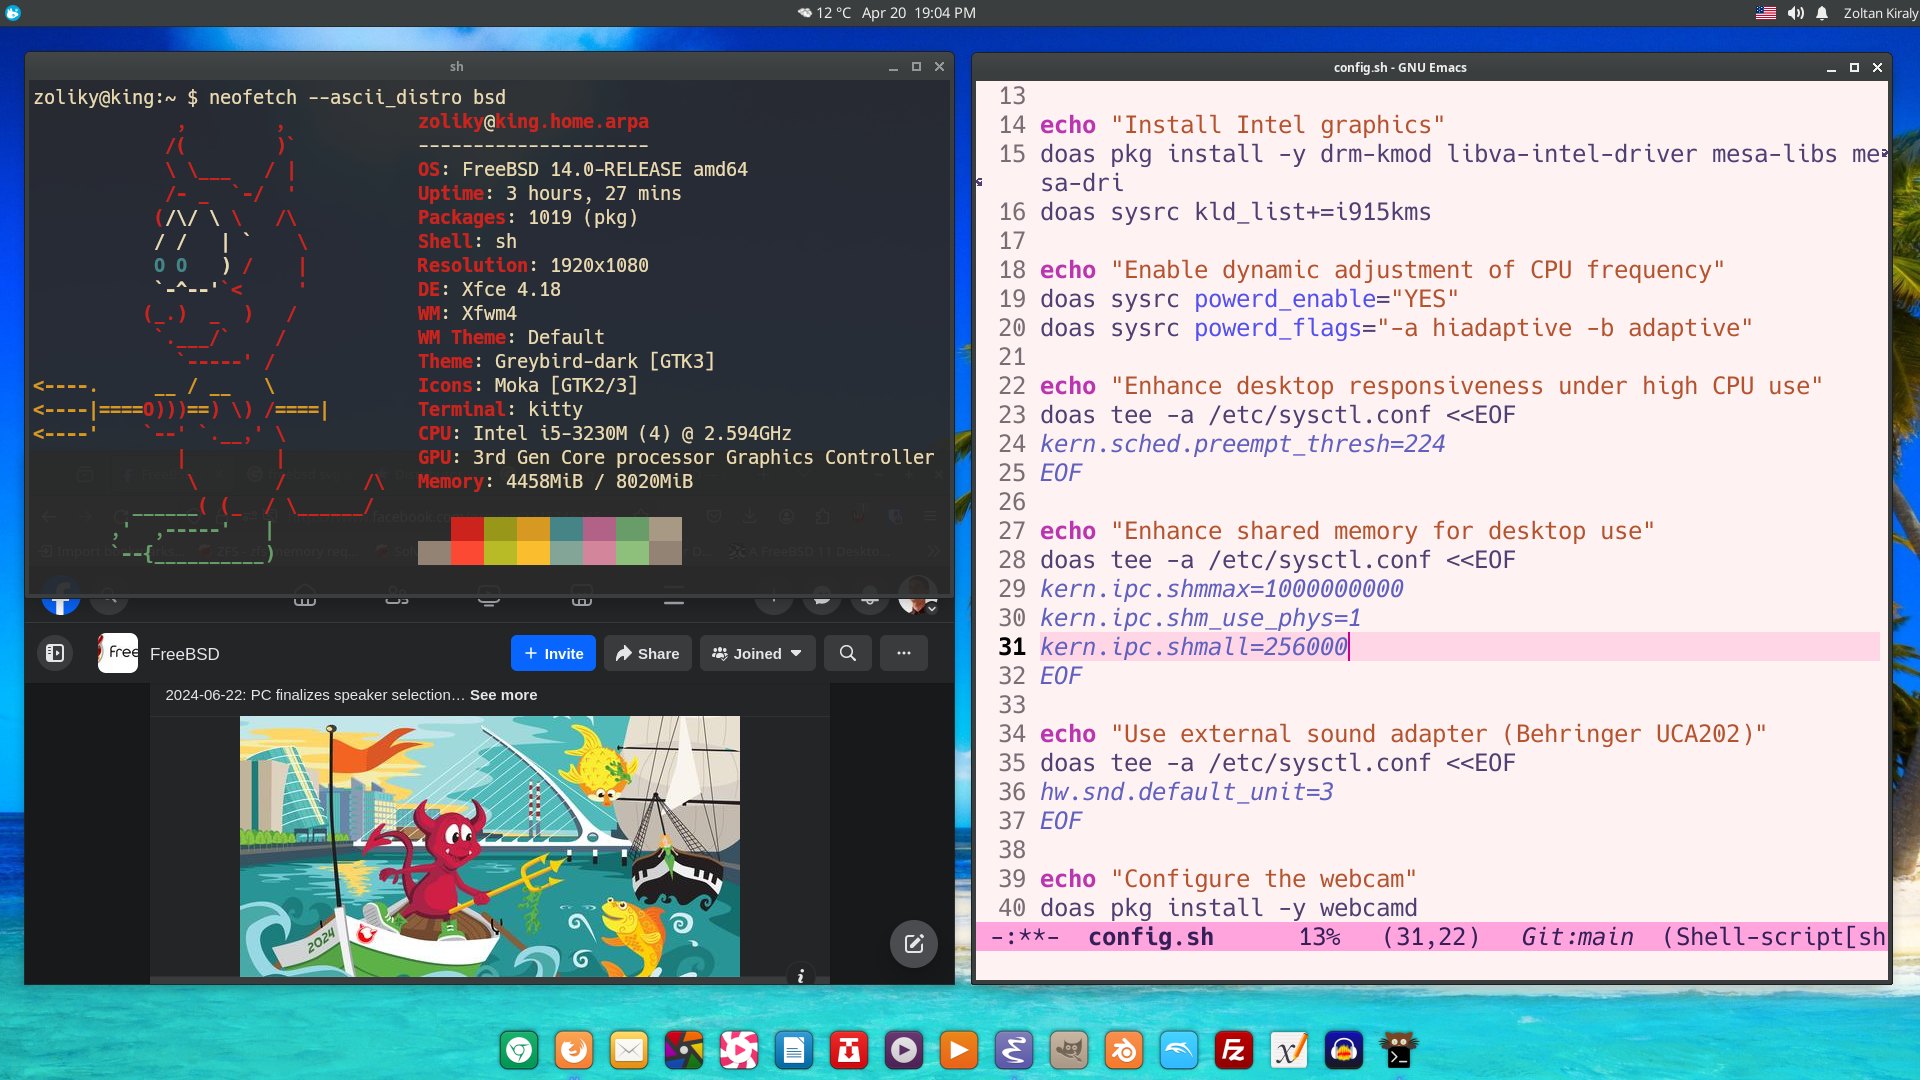 12 °C Apr 20 19:04 PM
Zoltan Kiraly
sh
zoliky@king:~ $ neofetch --ascii_distro bsd
zoliky@king.home.arpa
---------------------
OS: FreeBSD 14.0-RELEASE amd64
Uptime: 3 hours, 27 mins
Packages: 1019 (pkg)
Shell: sh
Resolution: 1920x1080
DE: Xfce 4.18
WM: Xfwm4
WM Theme: Default
Theme: Greybird-dark [GTK3]
Icons: Moka [GTK2/3]
Terminal: kitty
CPU: Intel i5-3230M (4) @ 2.594GHz
GPU: 3rd Gen Core processor Graphics Controller
Memory: 4458MiB / 8020MiB
Free
FreeBSD
+ Invite
Share
Joined
2024-06-22: PC finalizes speaker selection… See more
2024
config.sh - GNU Emacs
13
14 echo "Install Intel graphics"
15 doas pkg install -y drm-kmod libva-intel-driver mesa-libs me
sa-dri
16 doas sysrc kld_list+=i915kms
17
18 echo "Enable dynamic adjustment of CPU frequency"
19 doas sysrc powerd_enable="YES"
20 doas sysrc powerd_flags="-a hiadaptive -b adaptive"
21
22 echo "Enhance desktop responsiveness under high CPU use"
23 doas tee -a /etc/sysctl.conf <<EOF
24 kern.sched.preempt_thresh=224
25 EOF
26
27 echo "Enhance shared memory for desktop use"
28 doas tee -a /etc/sysctl.conf <<EOF
29 kern.ipc.shmmax=1000000000
30 kern.ipc.shm_use_phys=1
31 kern.ipc.shmall=256000
32 EOF
33
34 echo "Use external sound adapter (Behringer UCA202)"
35 doas tee -a /etc/sysctl.conf <<EOF
36 hw.snd.default_unit=3
37 EOF
38
39 echo "Configure the webcam"
40 doas pkg install -y webcamd
-:**- config.sh 13% (31,22) Git:main (Shell-script[sh